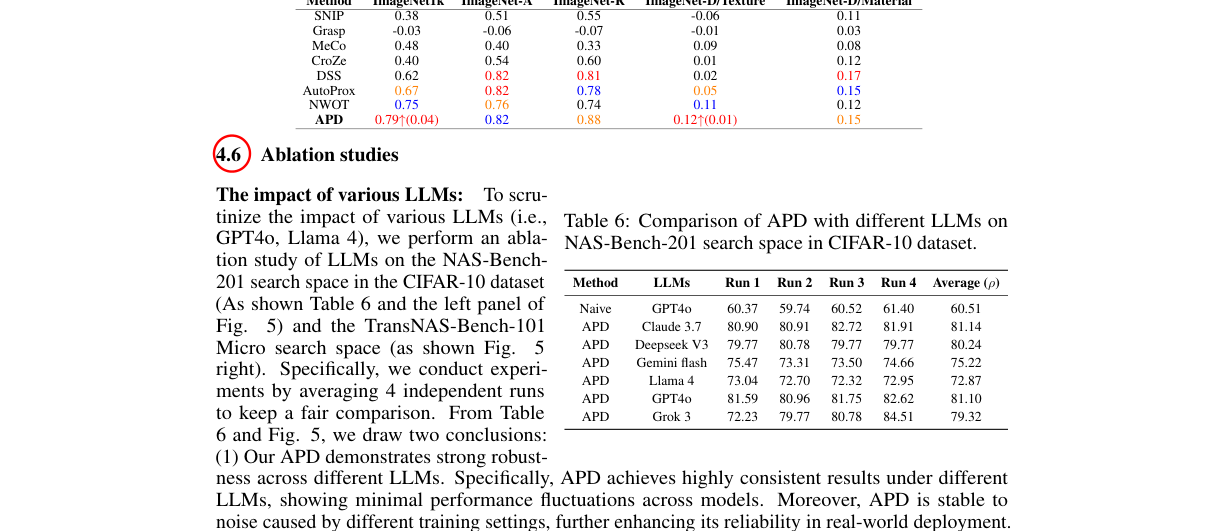 Method ImageNet1k ImageNet-A ImageNet-R ImageNet-D/Texture ImageNet-D/Material
SNIP 0.38 0.51 0.55 -0.06 0.11
Grasp -0.03 -0.06 -0.07 -0.01 0.03
MeCo 0.48 0.40 0.33 0.09 0.08
CroZe 0.40 0.54 0.60 0.01 0.12
DSS 0.62 0.82 0.81 0.02 0.17
AutoProx 0.67 0.82 0.78 0.05 0.15
NWOT 0.75 0.76 0.74 0.11 0.12
APD 0.79↑(0.04) 0.82 0.88 0.12↑(0.01) 0.15
4.6 Ablation studies
The impact of various LLMs: To scru-
tinize the impact of various LLMs (i.e.,
GPT4o, Llama 4), we perform an abla-
tion study of LLMs on the NAS-Bench-
201 search space in the CIFAR-10 dataset
(As shown Table 6 and the left panel of
Fig. 5) and the TransNAS-Bench-101
Micro search space (as shown Fig. 5
right). Specifically, we conduct experi-
ments by averaging 4 independent runs
to keep a fair comparison. From Table
6 and Fig. 5, we draw two conclusions:
(1) Our APD demonstrates strong robust-
Table 6: Comparison of APD with different LLMs on
NAS-Bench-201 search space in CIFAR-10 dataset.
Method LLMs Run 1 Run 2 Run 3 Run 4 Average (ρ)
Naive GPT4o 60.37 59.74 60.52 61.40 60.51
APD Claude 3.7 80.90 80.91 82.72 81.91 81.14
APD Deepseek V3 79.77 80.78 79.77 79.77 80.24
APD Gemini flash 75.47 73.31 73.50 74.66 75.22
APD Llama 4 73.04 72.70 72.32 72.95 72.87
APD GPT4o 81.59 80.96 81.75 82.62 81.10
APD Grok 3 72.23 79.77 80.78 84.51 79.32
ness across different LLMs. Specifically, APD achieves highly consistent results under different
LLMs, showing minimal performance fluctuations across models. Moreover, APD is stable to
noise caused by different training settings, further enhancing its reliability in real-world deployment.